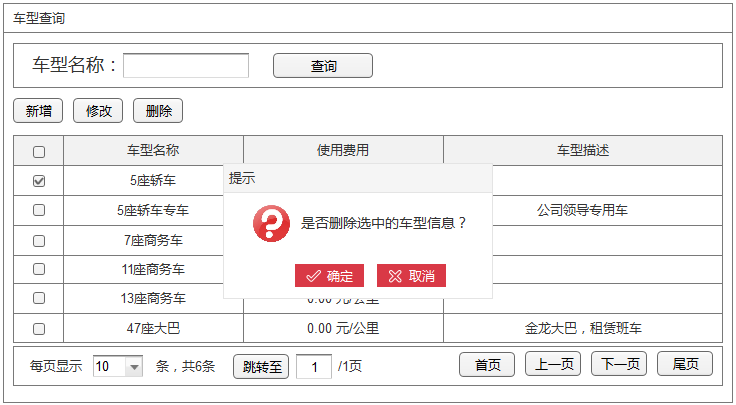 车型查询
车型名称： 查询
新增 修改 删除
车型名称 使用费用 车型描述
5座轿车
提示
5座轿车专车 公司领导专用车
是否删除选中的车型信息？
7座商务车
11座商务车
确定 取消
13座商务车 0.00 元/公里
47座大巴 0.00 元/公里 金龙大巴，租赁班车
每页显示 10 条，共6条 跳转至 1 /1页 首页 上一页 下一页 尾页